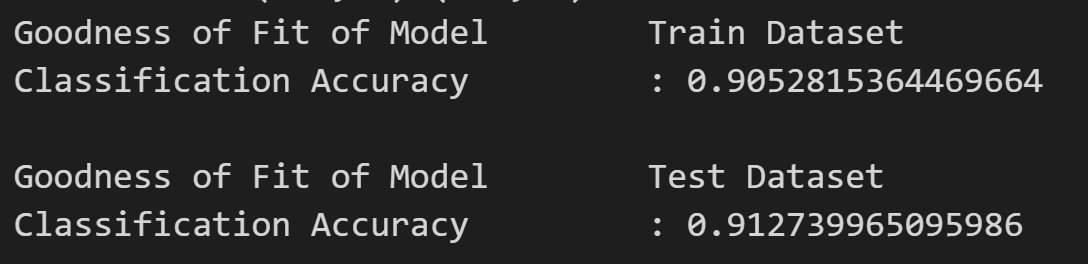 Goodness of Fit of Model Train Dataset
Classification Accuracy : 0.9052815364469664
Goodness of Fit of Model Test Dataset
Classification Accuracy : 0.912739965095986